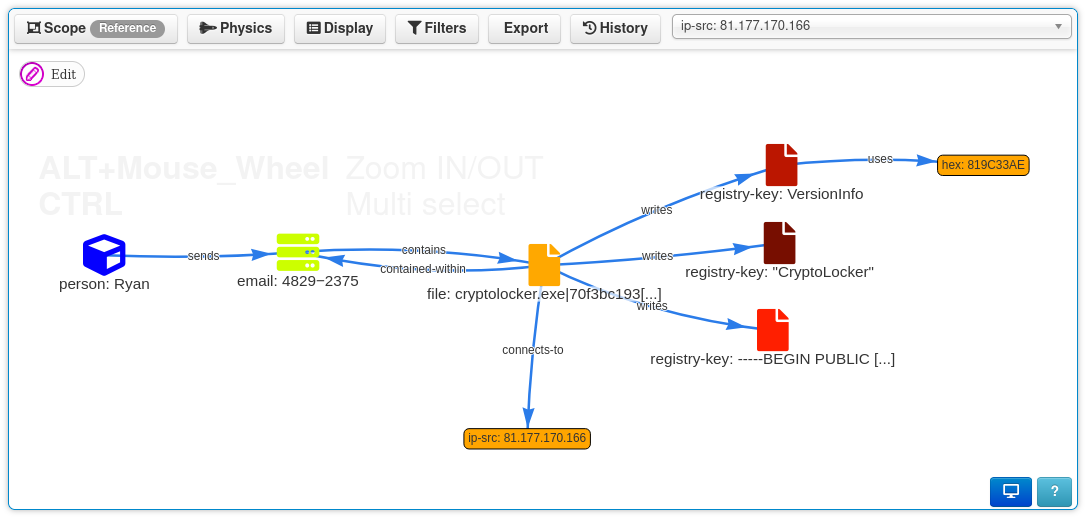 Scope Reference Physics Display Filters Export History ip-src: 81.177.170.166
Edit
ALT+Mouse_Wheel Zoom IN/OUT
CTRL Multi select
uses
hex: 819C33AE
registry-key: VersionInfo
writes
sends
contains
contained-within
writes
registry-key: "CryptoLocker"
person: Ryan
email: 4829−2375
file: cryptolocker.exe|70f3bc193[...]
writes
connects-to
registry-key: -----BEGIN PUBLIC [...]
ip-src: 81.177.170.166
?